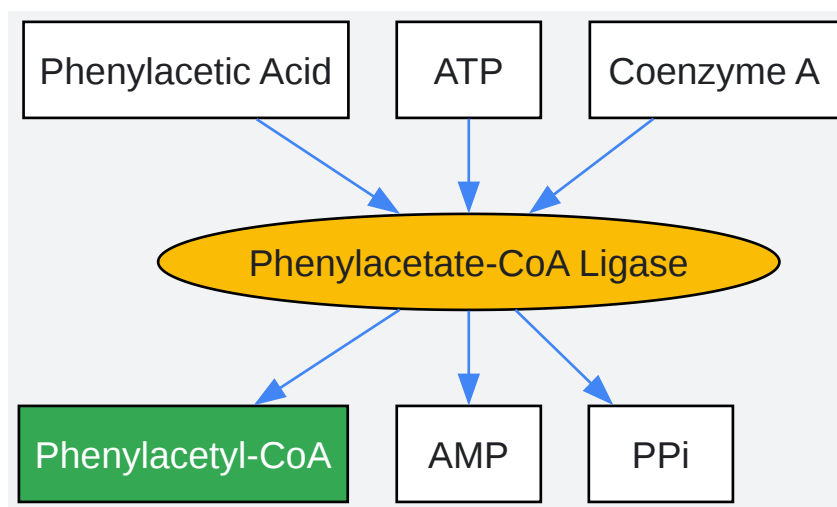 Phenylacetic Acid
ATP
Coenzyme A
Phenylacetate-CoA Ligase
Phenylacetyl-CoA
AMP
PPi